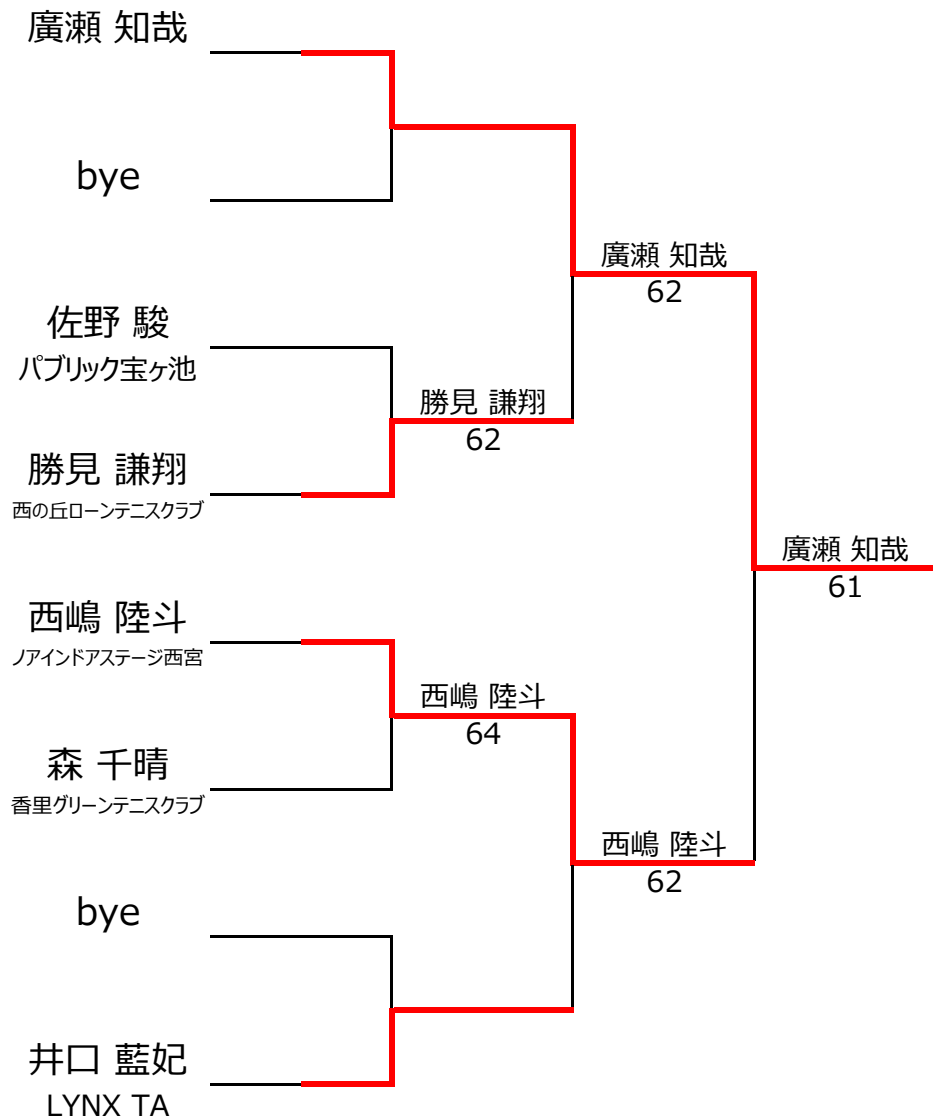 廣瀬 知哉
bye
佐野 駿
パブリック宝ヶ池
勝見 謙翔
西の丘ローンテニスクラブ
西嶋 陸斗
ノアインドアステージ西宮
森 千晴
香里グリーンテニスクラブ
bye
井口 藍妃
LYNX TA
勝見 謙翔
62
西嶋 陸斗
64
廣瀬 知哉
62
西嶋 陸斗
62
廣瀬 知哉
61